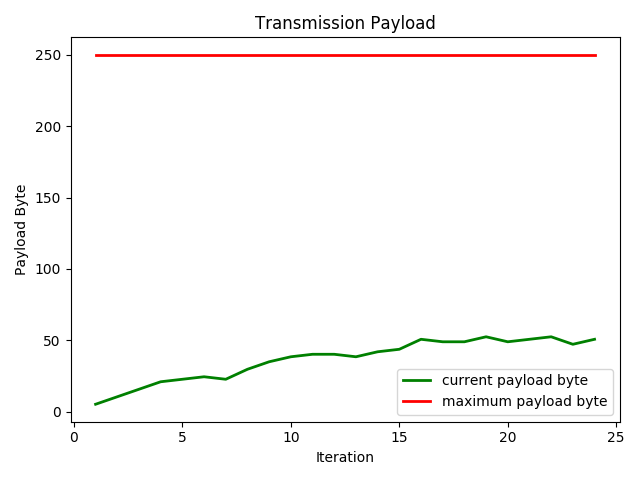 Transmission Payload
250
200
150
100
50
0
Payload Byte
0 5 10 15 20 25
Iteration
current payload byte
maximum payload byte